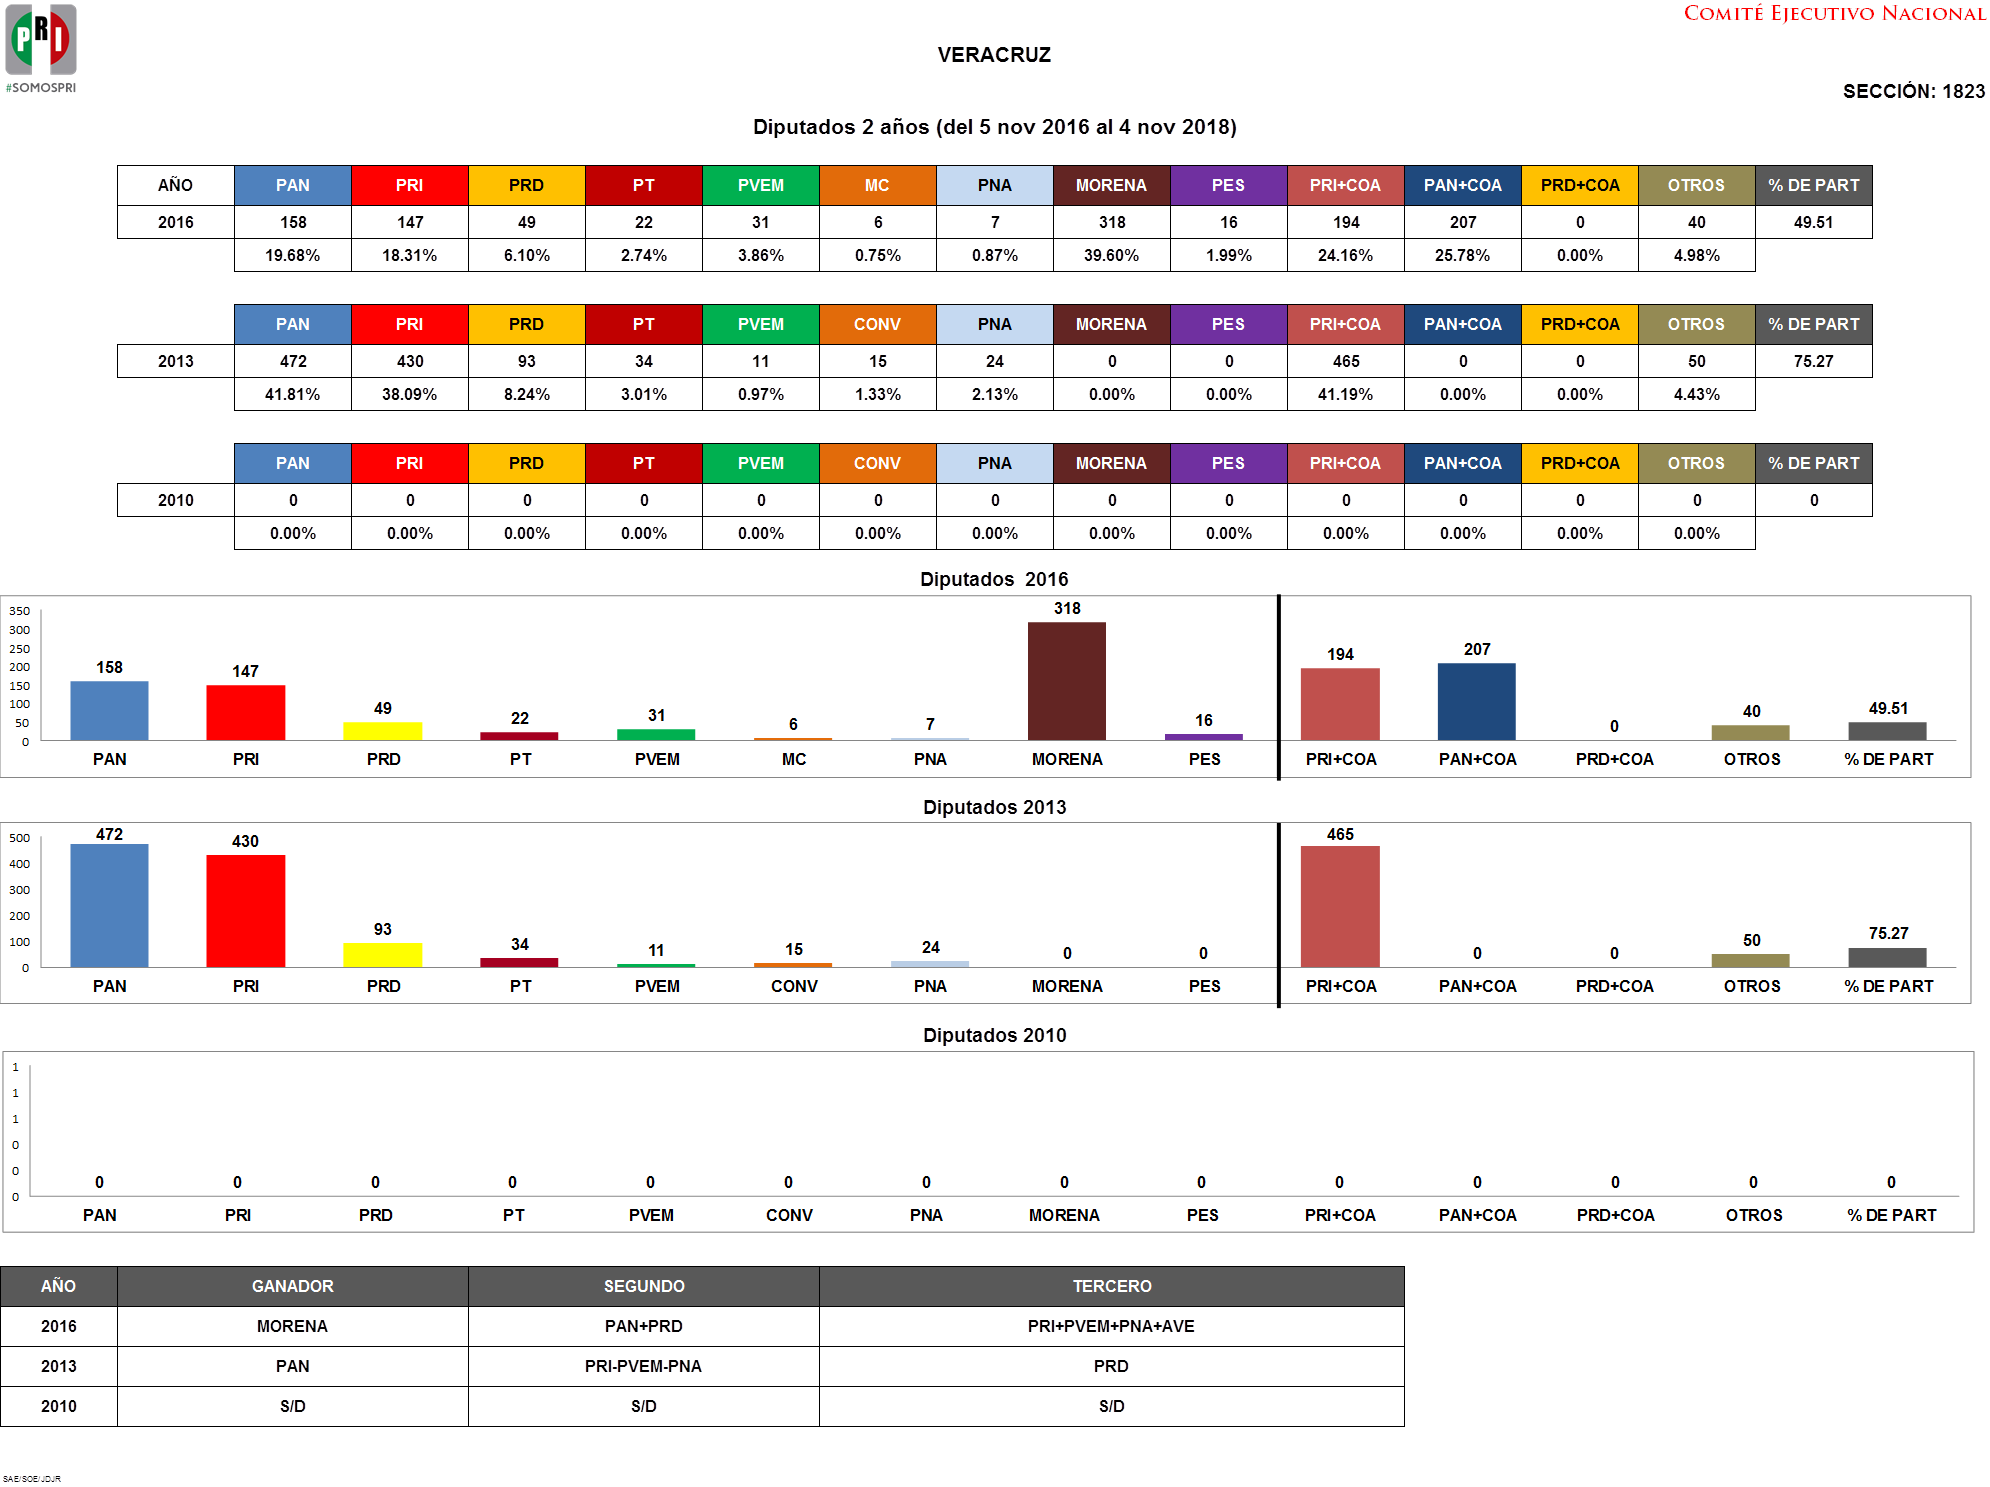 PRI
#SOMOSPRI
COMITÉ EJECUTIVO NACIONAL
VERACRUZ
SECCIÓN: 1823
Diputados 2 años (del 5 nov 2016 al 4 nov 2018)
AÑO PAN PRI PRD PT PVEM MC PNA MORENA PES PRI+COA PAN+COA PRD+COA OTROS % DE PART
2016 158 147 49 22 31 6 7 318 16 194 207 0 40 49.51
19.68% 18.31% 6.10% 2.74% 3.86% 0.75% 0.87% 39.60% 1.99% 24.16% 25.78% 0.00% 4.98%
PAN PRI PRD PT PVEM CONV PNA MORENA PES PRI+COA PAN+COA PRD+COA OTROS % DE PART
2013 472 430 93 34 11 15 24 0 0 465 0 0 50 75.27
41.81% 38.09% 8.24% 3.01% 0.97% 1.33% 2.13% 0.00% 0.00% 41.19% 0.00% 0.00% 4.43%
PAN PRI PRD PT PVEM CONV PNA MORENA PES PRI+COA PAN+COA PRD+COA OTROS % DE PART
2010 0 0 0 0 0 0 0 0 0 0 0 0 0 0
0.00% 0.00% 0.00% 0.00% 0.00% 0.00% 0.00% 0.00% 0.00% 0.00% 0.00% 0.00% 0.00%
Diputados 2016
350
300
250
200
150
100
50
0
158 147 49 22 31 6 7 318 16 194 207 0 40 49.51
PAN PRI PRD PT PVEM MC PNA MORENA PES PRI+COA PAN+COA PRD+COA OTROS % DE PART
Diputados 2013
500
400
300
200
100
0
472 430 93 34 11 15 24 0 0 465 0 0 50 75.27
PAN PRI PRD PT PVEM CONV PNA MORENA PES PRI+COA PAN+COA PRD+COA OTROS % DE PART
Diputados 2010
1
1
1
0
0
0
0 0 0 0 0 0 0 0 0 0 0 0 0 0
PAN PRI PRD PT PVEM CONV PNA MORENA PES PRI+COA PAN+COA PRD+COA OTROS % DE PART
AÑO GANADOR SEGUNDO TERCERO
2016 MORENA PAN+PRD PRI+PVEM+PNA+AVE
2013 PAN PRI-PVEM-PNA PRD
2010 S/D S/D S/D
SAE/SOE/JDJR